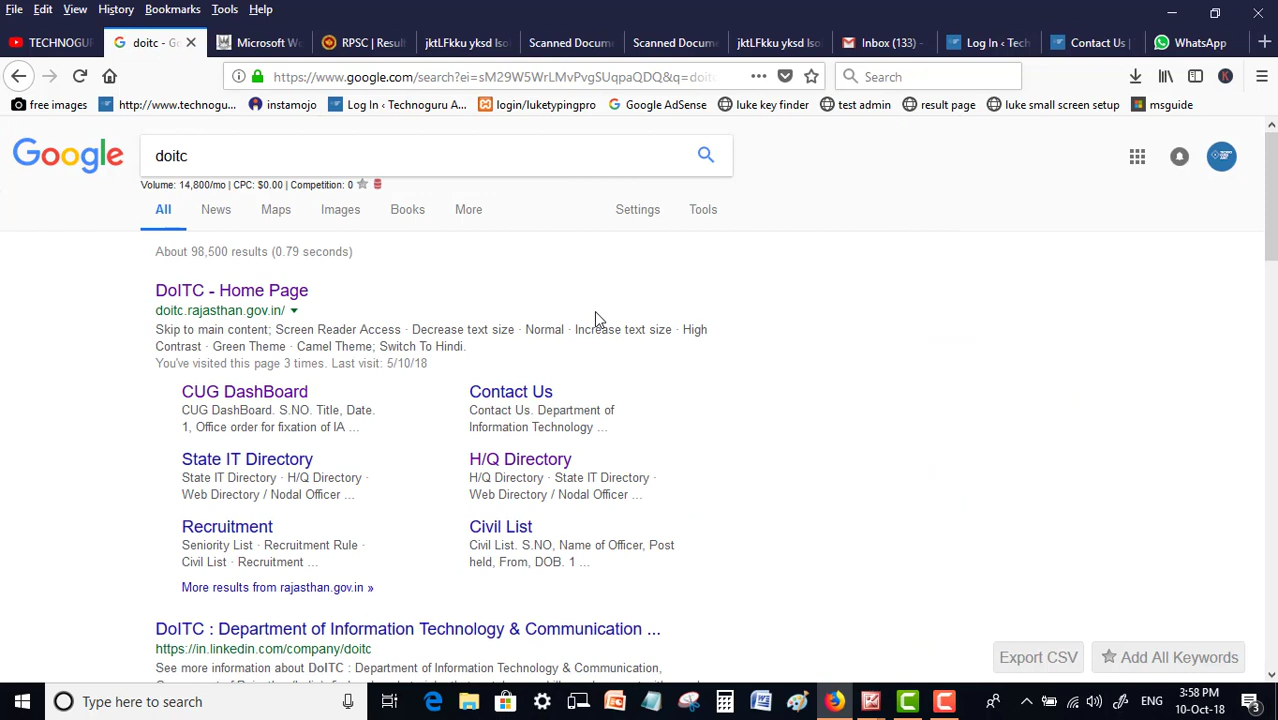 File Edit View History Bookmarks Tools Help
TECHNOGUR
doitc - Go
Microsoft Wo
RPSC | Result
jktLFkku yksd lso
Scanned Docume
Scanned Docume
jktLFkku yksd lso
Inbox (133) -
Log In ‹ Tech
Contact Us |
WhatsApp
https://www.google.com/search?ei=sM29W5WrLMvPvgSUqpaQDQ&q=doitc
Search
K
free images
http://www.technogu...
instamojo
Log In ‹ Technoguru A...
login/luketypingpro
Google AdSense
luke key finder
test admin
result page
luke small screen setup
msguide
Google
doitc
Volume: 14,800/mo | CPC: $0.00 | Competition: 0
All News Maps Images Books More Settings Tools
About 98,500 results (0.79 seconds)
DoITC - Home Page
doitc.rajasthan.gov.in/
Skip to main content; Screen Reader Access · Decrease text size · Normal · Increase text size · High
Contrast · Green Theme · Camel Theme; Switch To Hindi.
You've visited this page 3 times. Last visit: 5/10/18
CUG DashBoard
CUG DashBoard. S.NO. Title, Date.
1, Office order for fixation of IA ...
Contact Us
Contact Us. Department of
Information Technology ...
State IT Directory
State IT Directory · H/Q Directory ·
Web Directory / Nodal Officer ...
H/Q Directory
H/Q Directory · State IT Directory ·
Web Directory / Nodal Officer ...
Recruitment
Seniority List · Recruitment Rule ·
Civil List · Recruitment ...
Civil List
Civil List. S.NO, Name of Officer, Post
held, From, DOB. 1 ...
More results from rajasthan.gov.in »
DoITC : Department of Information Technology & Communication ...
https://in.linkedin.com/company/doitc
See more information about DoITC : Department of Information Technology & Communication,
Export CSV
Add All Keywords
Type here to search
ENG
3:58 PM
10-Oct-18
3